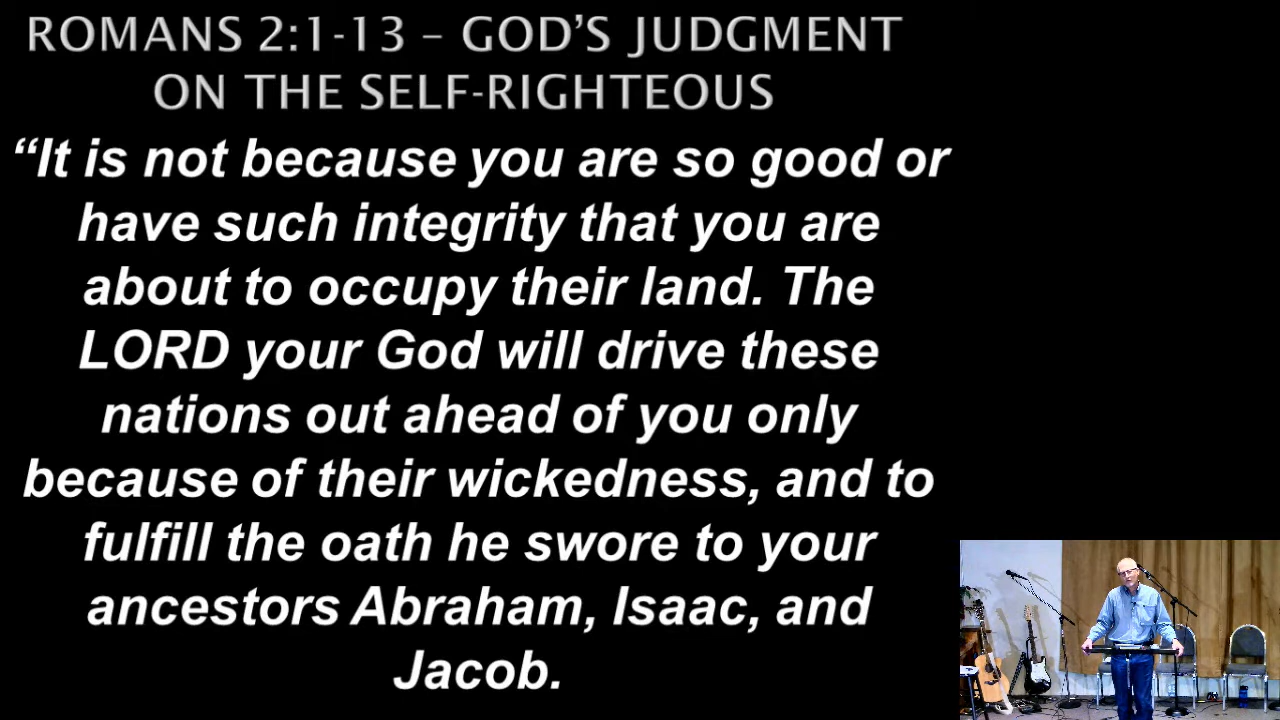 ROMANS 2:1-13 – GOD’S JUDGMENT
ON THE SELF-RIGHTEOUS
“It is not because you are so good or
have such integrity that you are
about to occupy their land. The
LORD your God will drive these
nations out ahead of you only
because of their wickedness, and to
fulfill the oath he swore to your
ancestors Abraham, Isaac, and
Jacob.